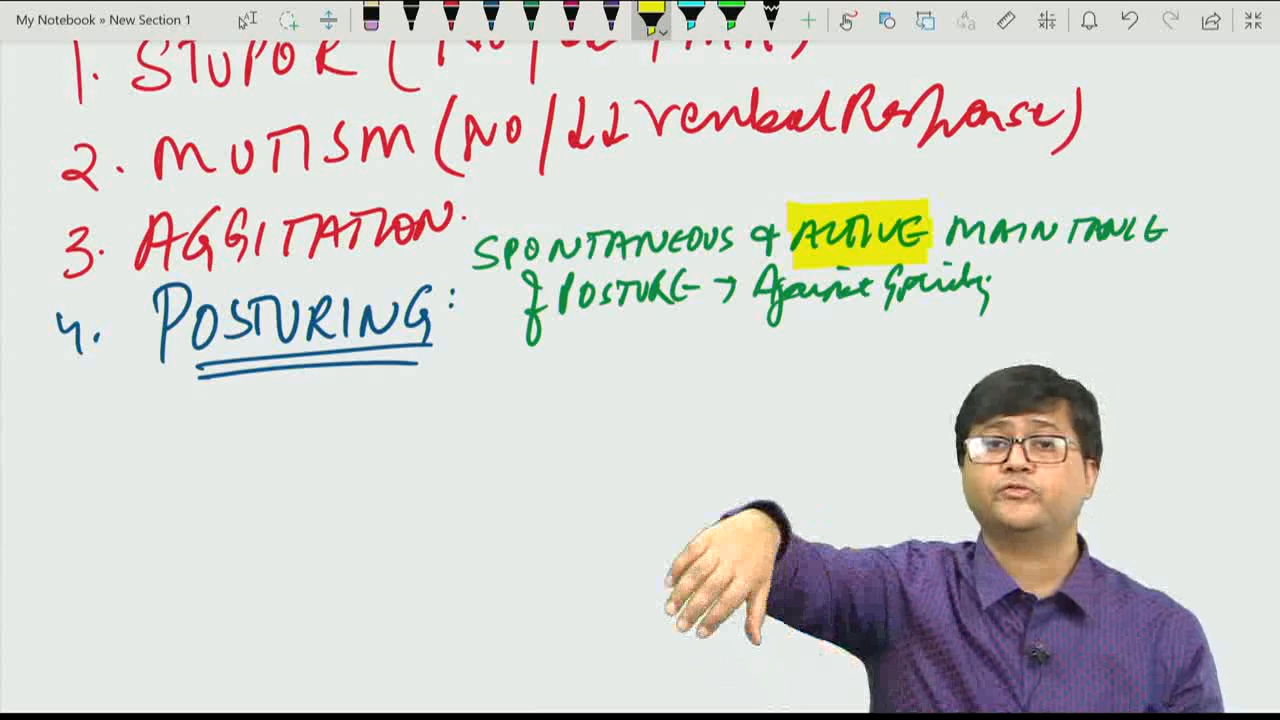 My Notebook » New Section 1
1. STUPOR (
2. MUTISM (NO/↓↓ verbal Response)
3. AGGITATION.
SPONTANEOUS & ACTIVE MAINTANCE
4. POSTURING:
of POSTURE → Against Gravity